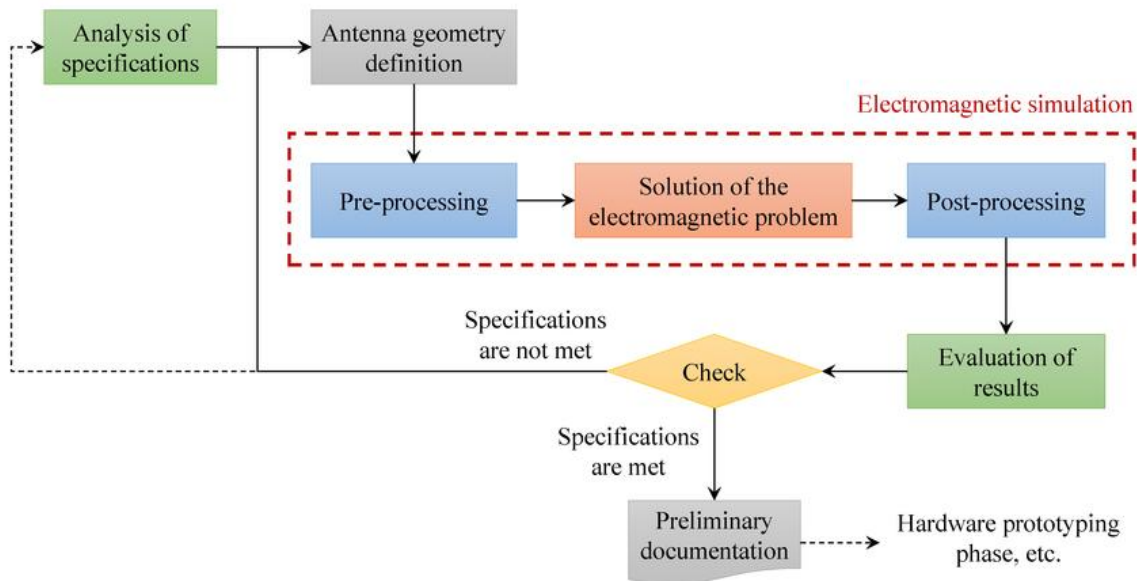 Analysis of
specifications
Antenna geometry
definition
Electromagnetic simulation
Pre-processing
Solution of the
electromagnetic problem
Post-processing
Specifications
are not met
Check
Evaluation of
results
Specifications
are met
Preliminary
documentation
Hardware prototyping
phase, etc.